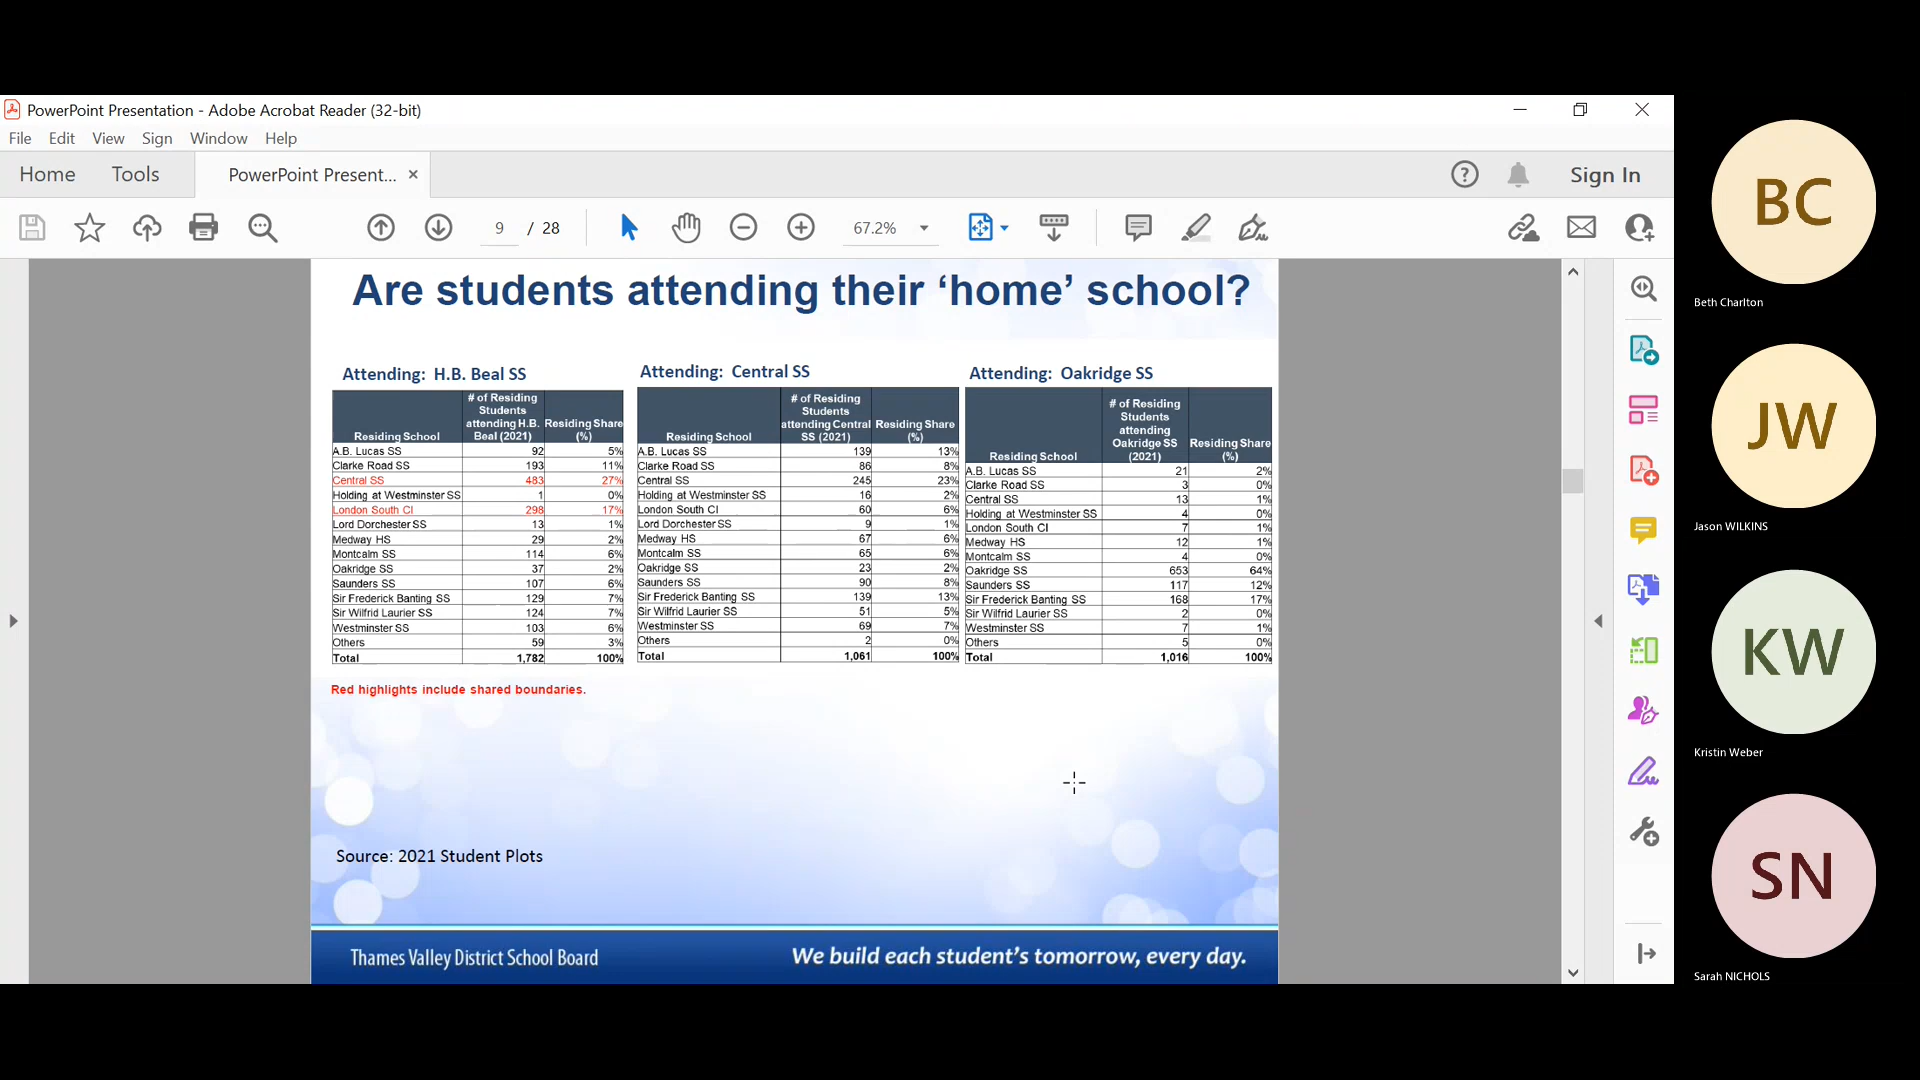 PowerPoint Presentation - Adobe Acrobat Reader (32-bit)
File Edit View Sign Window Help
Home Tools PowerPoint Present... × Sign In
9 / 28 67.2%
Are students attending their ‘home’ school?
Attending: H.B. Beal SS
Residing School # of Residing Students attending H.B. Beal (2021) Residing Share (%)
A.B. Lucas SS 92 5%
Clarke Road SS 193 11%
Central SS 483 27%
Holding at Westminster SS 1 0%
London South CI 298 17%
Lord Dorchester SS 13 1%
Medway HS 29 2%
Montcalm SS 114 6%
Oakridge SS 37 2%
Saunders SS 107 6%
Sir Frederick Banting SS 129 7%
Sir Wilfrid Laurier SS 124 7%
Westminster SS 103 6%
Others 59 3%
Total 1,782 100%
Red highlights include shared boundaries.
Attending: Central SS
Residing School # of Residing Students attending Central SS (2021) Residing Share (%)
A.B. Lucas SS 139 13%
Clarke Road SS 86 8%
Central SS 245 23%
Holding at Westminster SS 16 2%
London South CI 60 6%
Lord Dorchester SS 9 1%
Medway HS 67 6%
Montcalm SS 65 6%
Oakridge SS 23 2%
Saunders SS 90 8%
Sir Frederick Banting SS 139 13%
Sir Wilfrid Laurier SS 51 5%
Westminster SS 69 7%
Others 2 0%
Total 1,061 100%
Attending: Oakridge SS
Residing School # of Residing Students attending Oakridge SS (2021) Residing Share (%)
A.B. Lucas SS 21 2%
Clarke Road SS 3 0%
Central SS 13 1%
Holding at Westminster SS 4 0%
London South CI 7 1%
Medway HS 12 1%
Montcalm SS 4 0%
Oakridge SS 653 64%
Saunders SS 117 12%
Sir Frederick Banting SS 168 17%
Sir Wilfrid Laurier SS 2 0%
Westminster SS 7 1%
Others 5 0%
Total 1,016 100%
Source: 2021 Student Plots
Thames Valley District School Board We build each student’s tomorrow, every day.
BC
Beth Charlton
JW
Jason WILKINS
KW
Kristin Weber
SN
Sarah NICHOLS